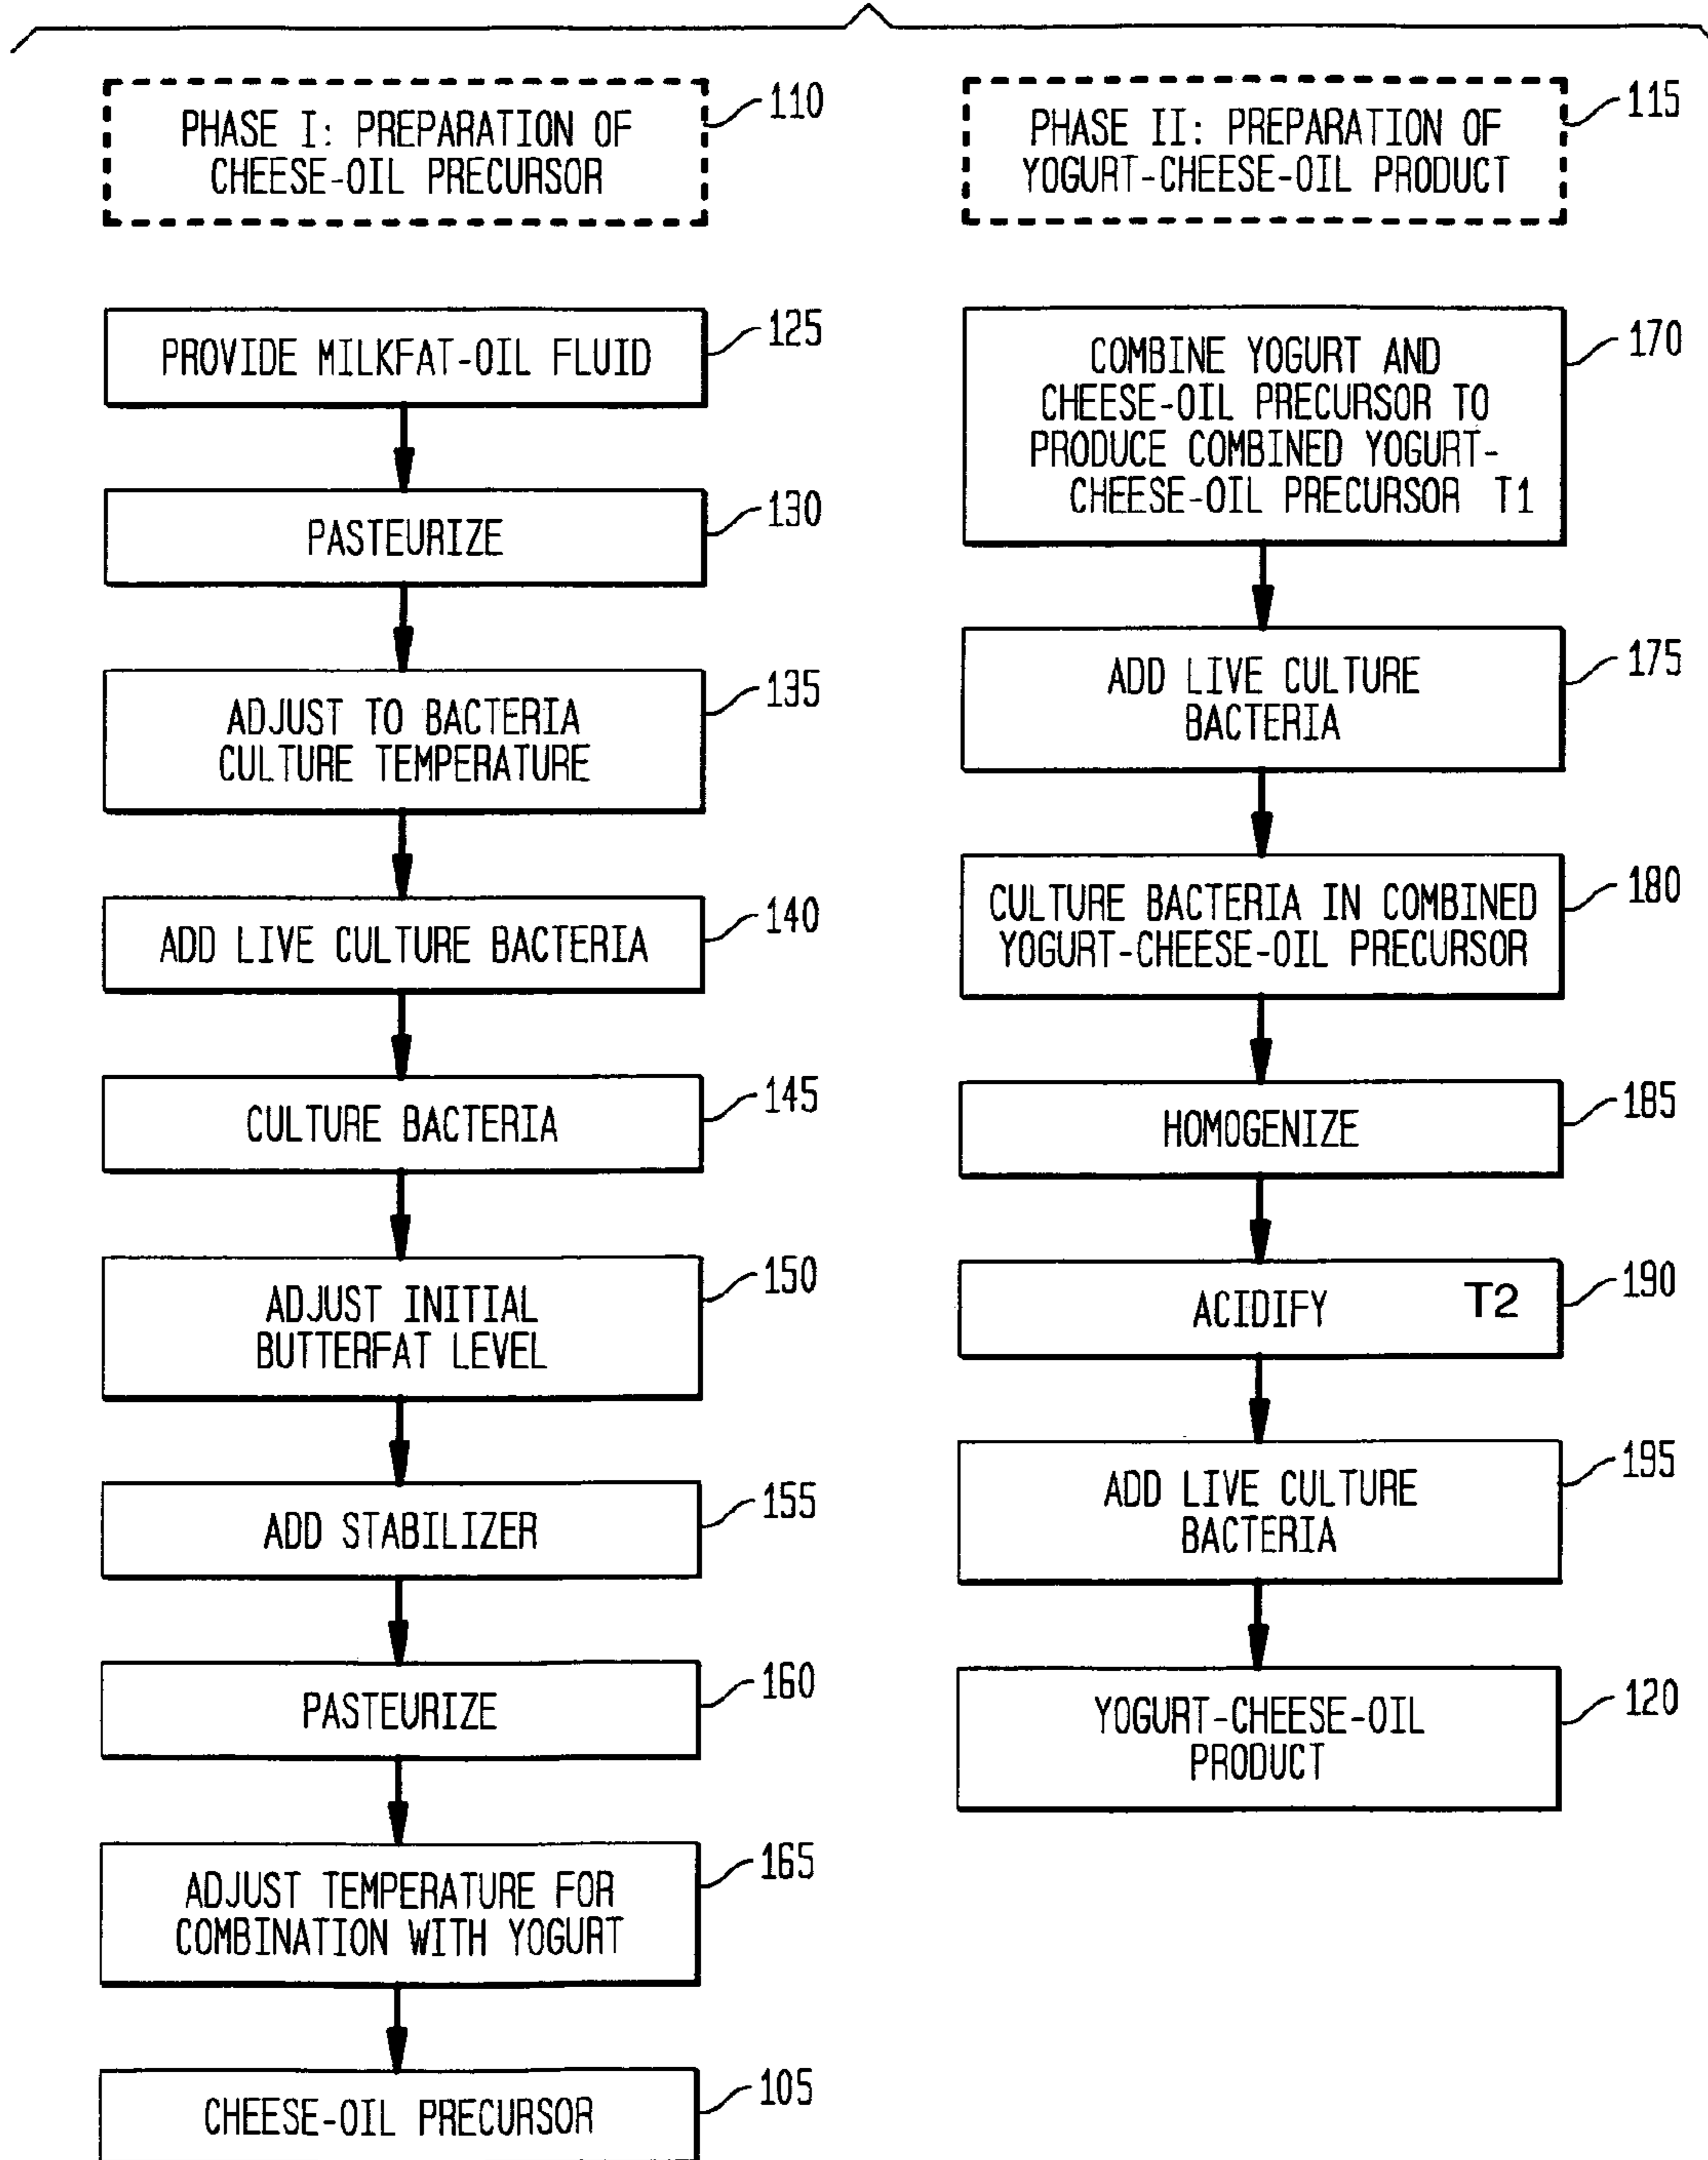 PHASE I: PREPARATION OF
CHEESE-OIL PRECURSOR
110
PROVIDE MILKFAT-OIL FLUID
125
PASTEURIZE
130
ADJUST TO BACTERIA
CULTURE TEMPERATURE
135
ADD LIVE CULTURE BACTERIA
140
CULTURE BACTERIA
145
ADJUST INITIAL
BUTTERFAT LEVEL
150
ADD STABILIZER
155
PASTEURIZE
160
ADJUST TEMPERATURE FOR
COMBINATION WITH YOGURT
165
CHEESE-OIL PRECURSOR
105
PHASE II: PREPARATION OF
YOGURT-CHEESE-OIL PRODUCT
115
COMBINE YOGURT AND
CHEESE-OIL PRECURSOR TO
PRODUCE COMBINED YOGURT-
CHEESE-OIL PRECURSOR T1
170
ADD LIVE CULTURE
BACTERIA
175
CULTURE BACTERIA IN COMBINED
YOGURT-CHEESE-OIL PRECURSOR
180
HOMOGENIZE
185
ACIDIFY T2
190
ADD LIVE CULTURE
BACTERIA
195
YOGURT-CHEESE-OIL
PRODUCT
120